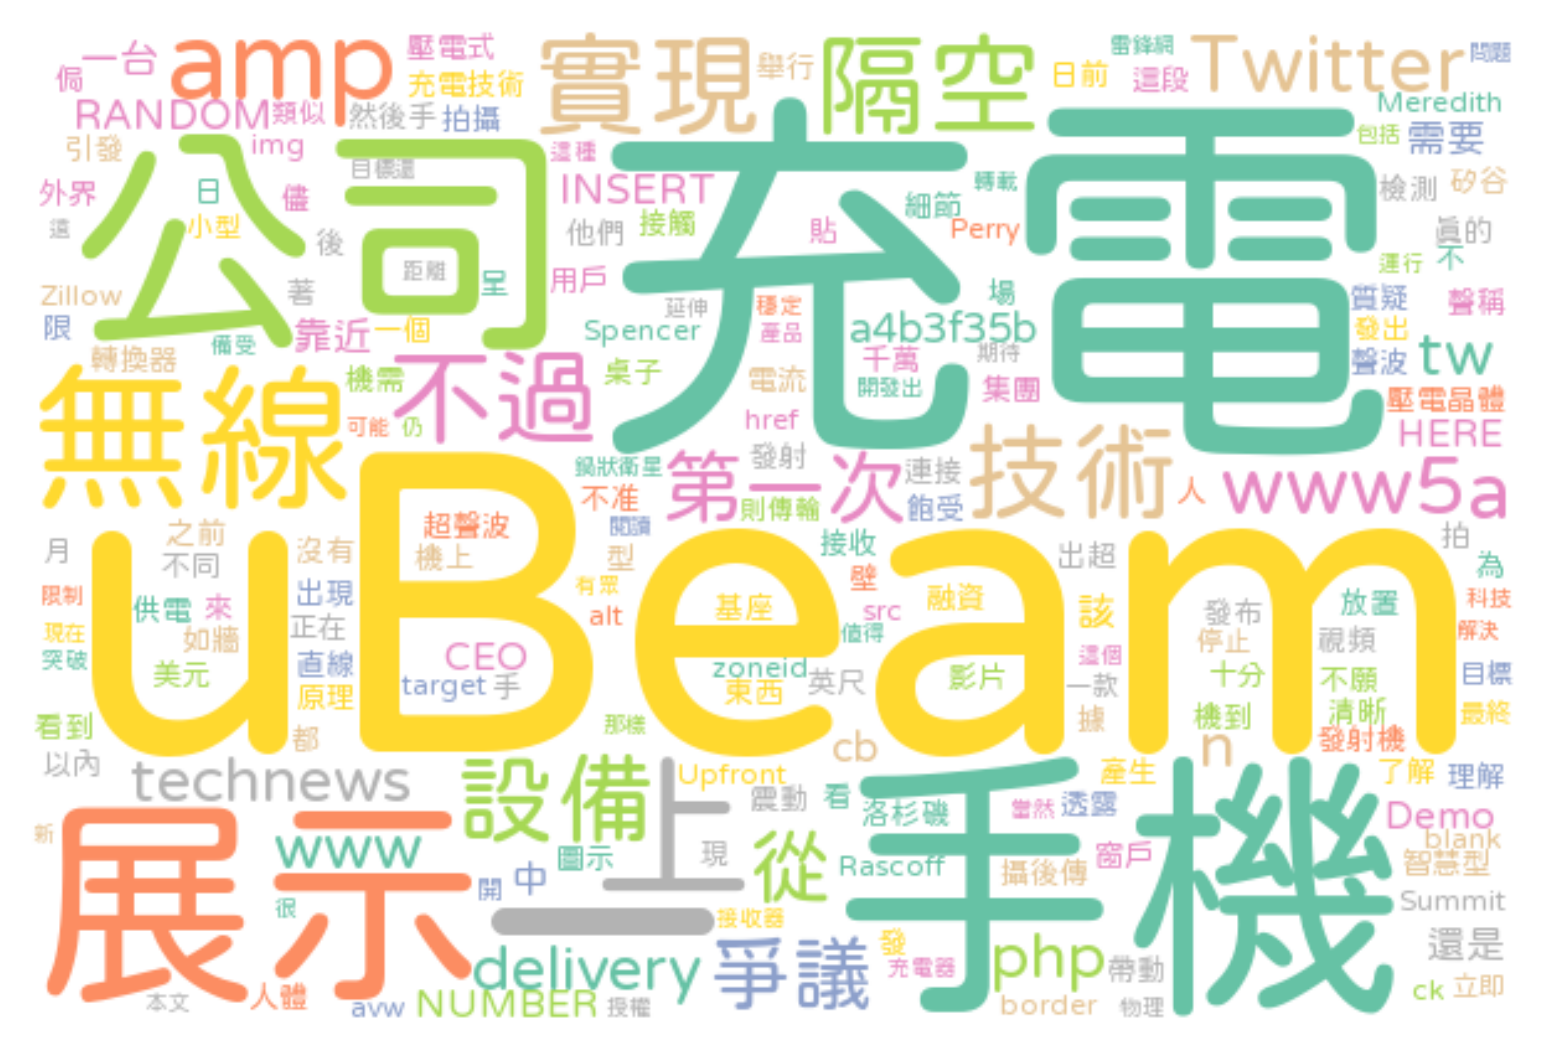 一台 amp 壓電式 實現 隔空 雷鋒網 Twitter 問題
侷 充電技術 舉行 日前 這段
RANDOM 類似 然後手 拍攝 Meredith
引發 img 目標還 這種 包括 需要
公司 充電
外界 日 儘 INSERT 細節 轉載 檢測 矽谷
這 小型 後 他們 接觸 貼 Perry 真的
距離 呈 用戶 運行 不
Zillow 著 延伸 穩定 場 質疑 聲稱
限 靠近 一個 Spencer 產品 a4b3f35b 發出
轉換器 備受 千萬 期待 聲波 tw
無線 機需 不過 桌子 電流 開發出 集團 壓電晶體
可能 仍 href HERE
鍋狀衛星 第一次 發射 連接 技術 人 www5a
不准 則傳輸 飽受
之前 超聲波 閱讀 拍
月 不同 沒有 機上 型 接收 出超 為
uBeam
限制 供電 來 出現 有眾 基座 壁 融資 該 發布 放置 科技
現在 如牆 正在 alt src 值得 停止 視頻 解決
突破 美元 直線 CEO zoneid 英尺 影片 這個 十分 不願 目標
原理 target 手 東西 一款
看到 都 那樣 據 機到 清晰 最終
以內 technews cb n 發射機
設備 上 Upfront 產生 了解 理解
展示 手機
震動 看 洛杉磯 當然 透露 Demo
新 www 圖示 現 從 Rascoff 窗戶 blank
開 中 攝後傳 智慧型
很 一 接收器 Summit
delivery 爭議 發 php 還是
充電器 帶動
本文 人體 avw NUMBER 授權 border 物理 ck 立即